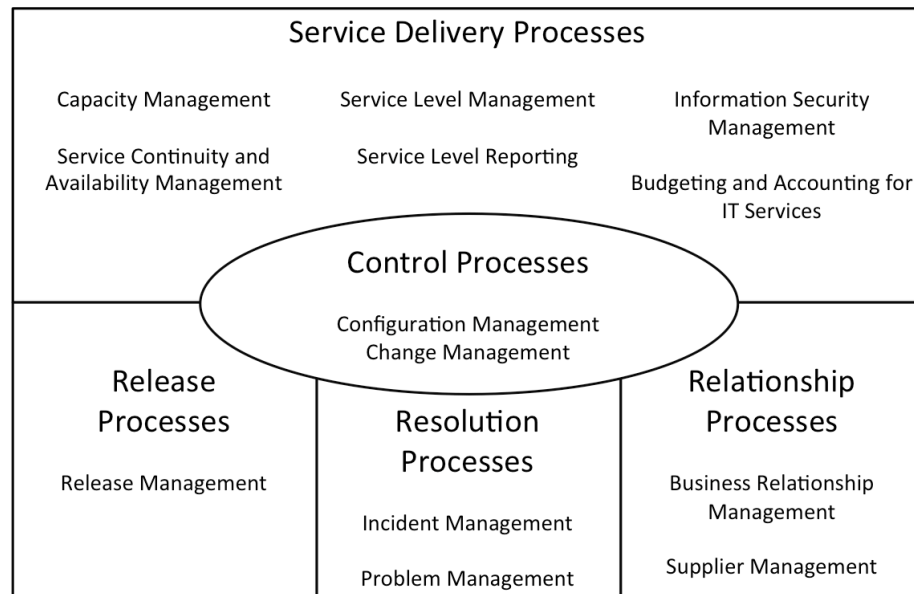 Service Delivery Processes
Capacity Management
Service Continuity and
Availability Management
Service Level Management
Service Level Reporting
Information Security
Management
Budgeting and Accounting for
IT Services
Control Processes
Configuration Management
Change Management
Release
Processes
Release Management
Resolution
Processes
Incident Management
Problem Management
Relationship
Processes
Business Relationship
Management
Supplier Management